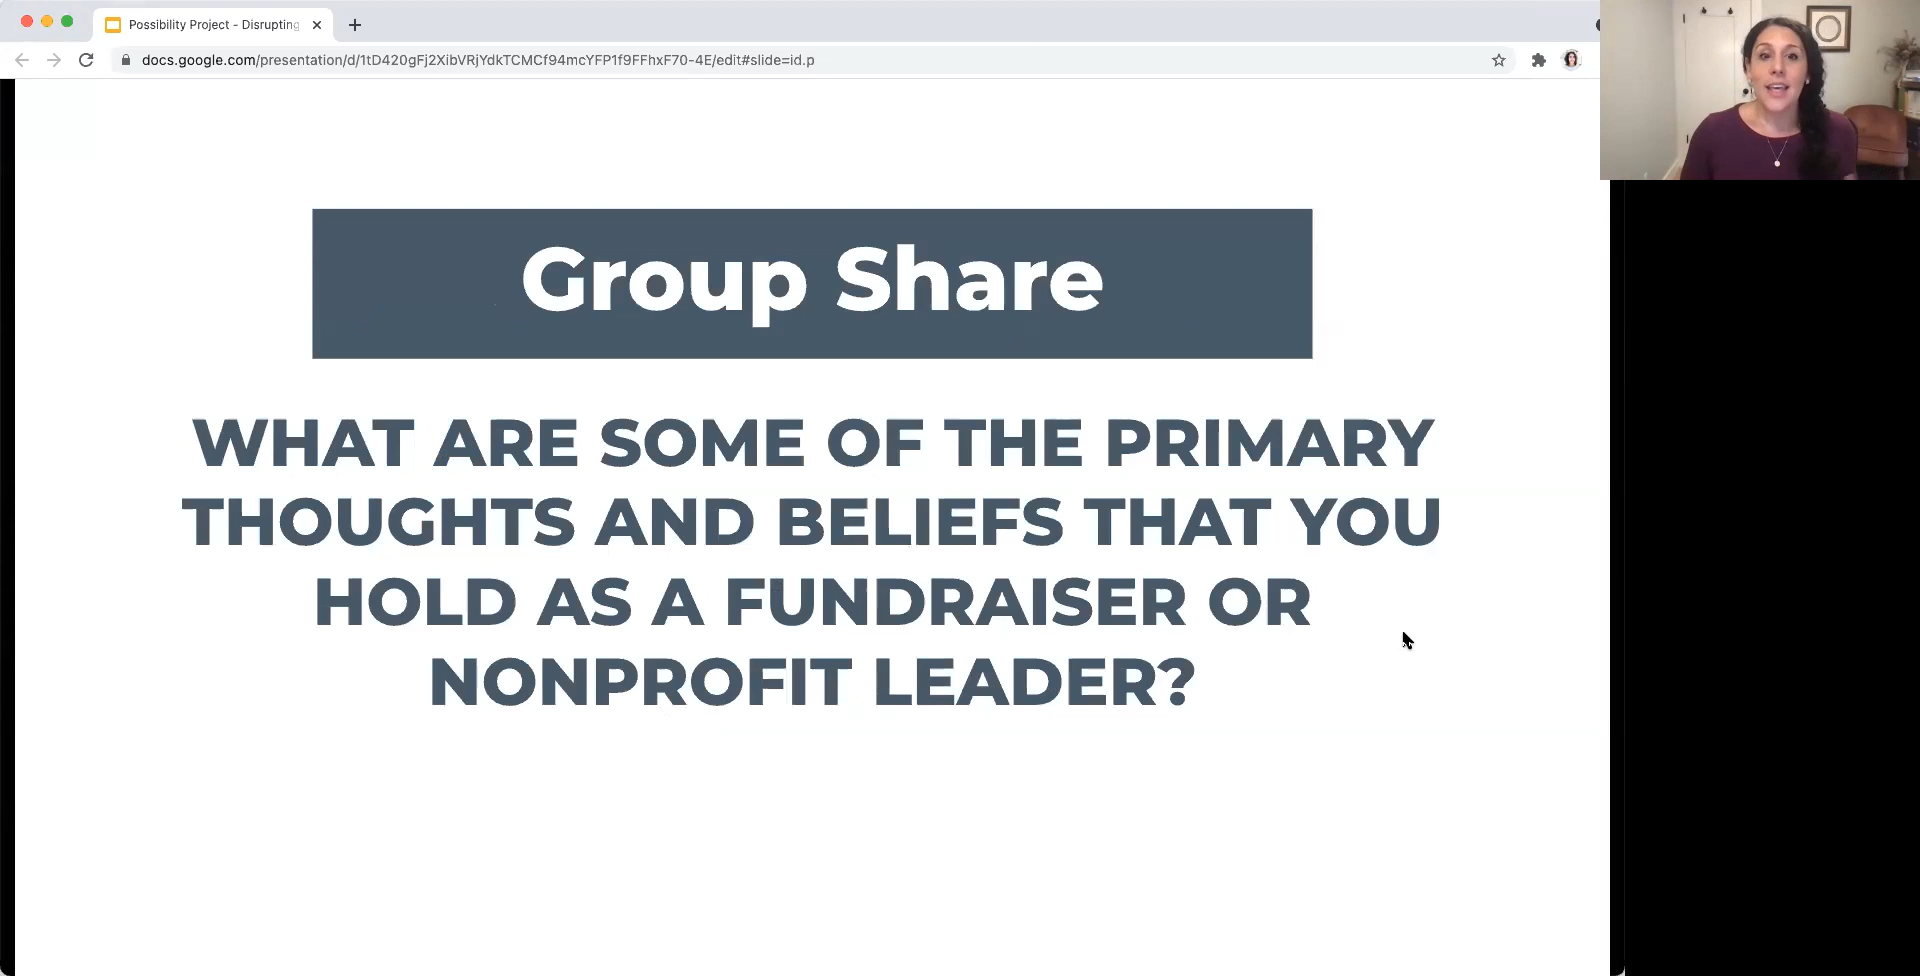 Possibility Project - Disrupting
docs.google.com/presentation/d/1tD420gFj2XibVRjYdkTCMCf94mcYFP1f9FFhxF70-4E/edit#slide=id.p
Group Share
WHAT ARE SOME OF THE PRIMARY
THOUGHTS AND BELIEFS THAT YOU
HOLD AS A FUNDRAISER OR
NONPROFIT LEADER?